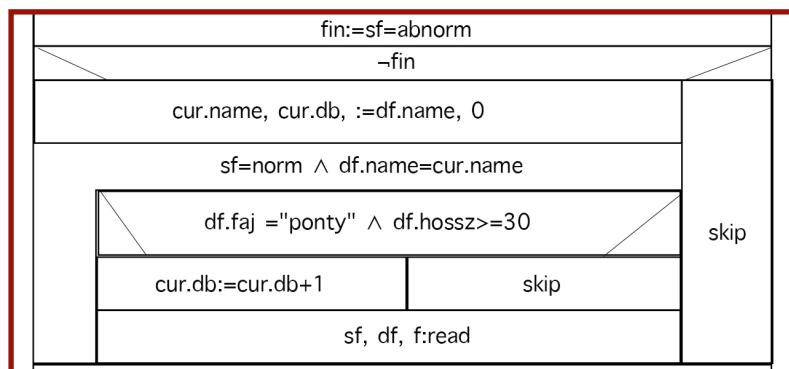 fin:=sf=abnorm
¬fin
cur.name, cur.db, :=df.name, 0
sf=norm ∧ df.name=cur.name
df.faj ="ponty" ∧ df.hossz>=30
skip
cur.db:=cur.db+1
skip
sf, df, f:read